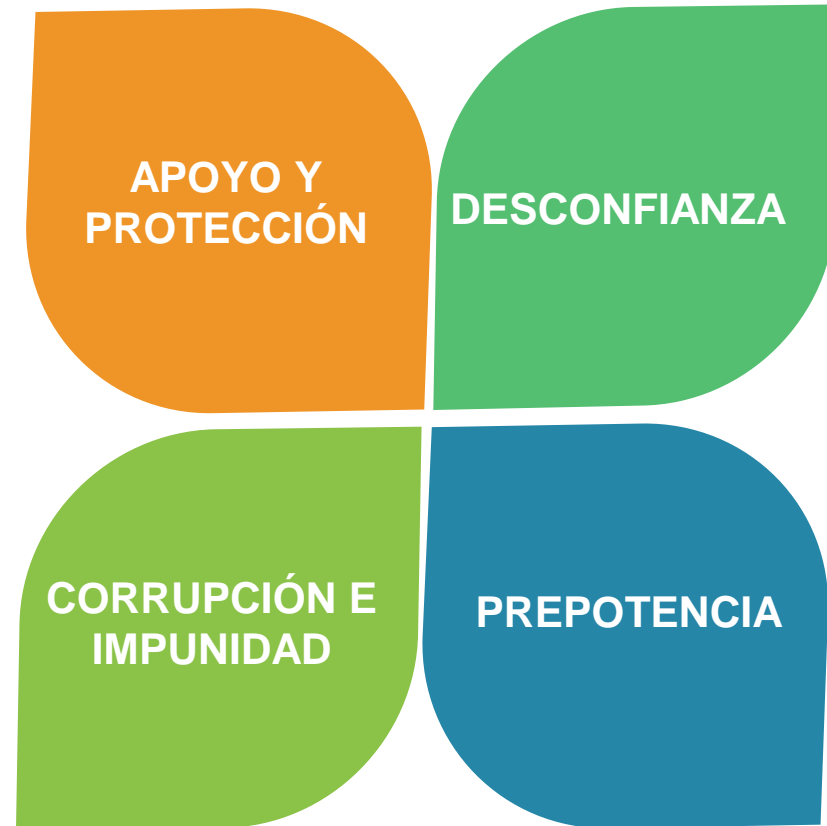 APOYO Y
PROTECCIÓN
DESCONFIANZA
CORRUPCIÓN E
IMPUNIDAD
PREPOTENCIA